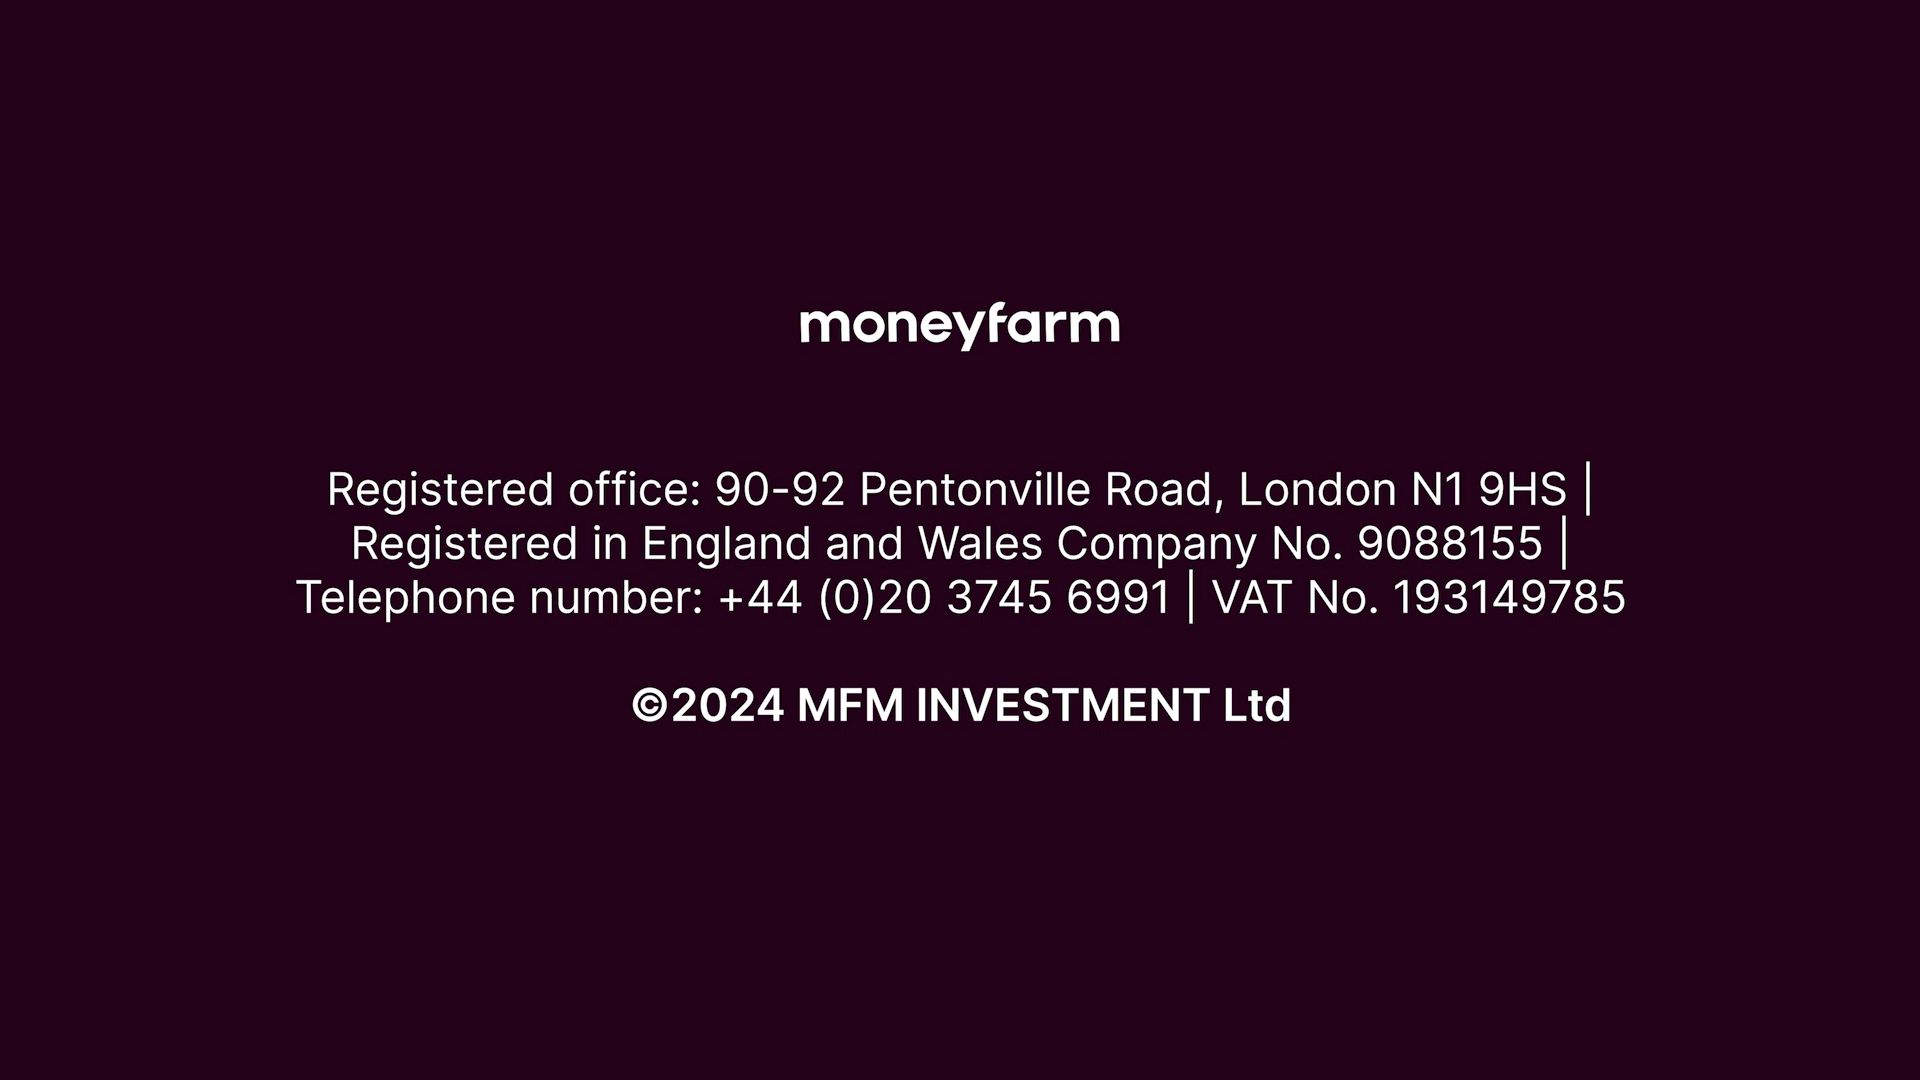 moneyfarm
Registered office: 90-92 Pentonville Road, London N1 9HS |
Registered in England and Wales Company No. 9088155 |
Telephone number: +44 (0)20 3745 6991 | VAT No. 193149785
©2024 MFM INVESTMENT Ltd